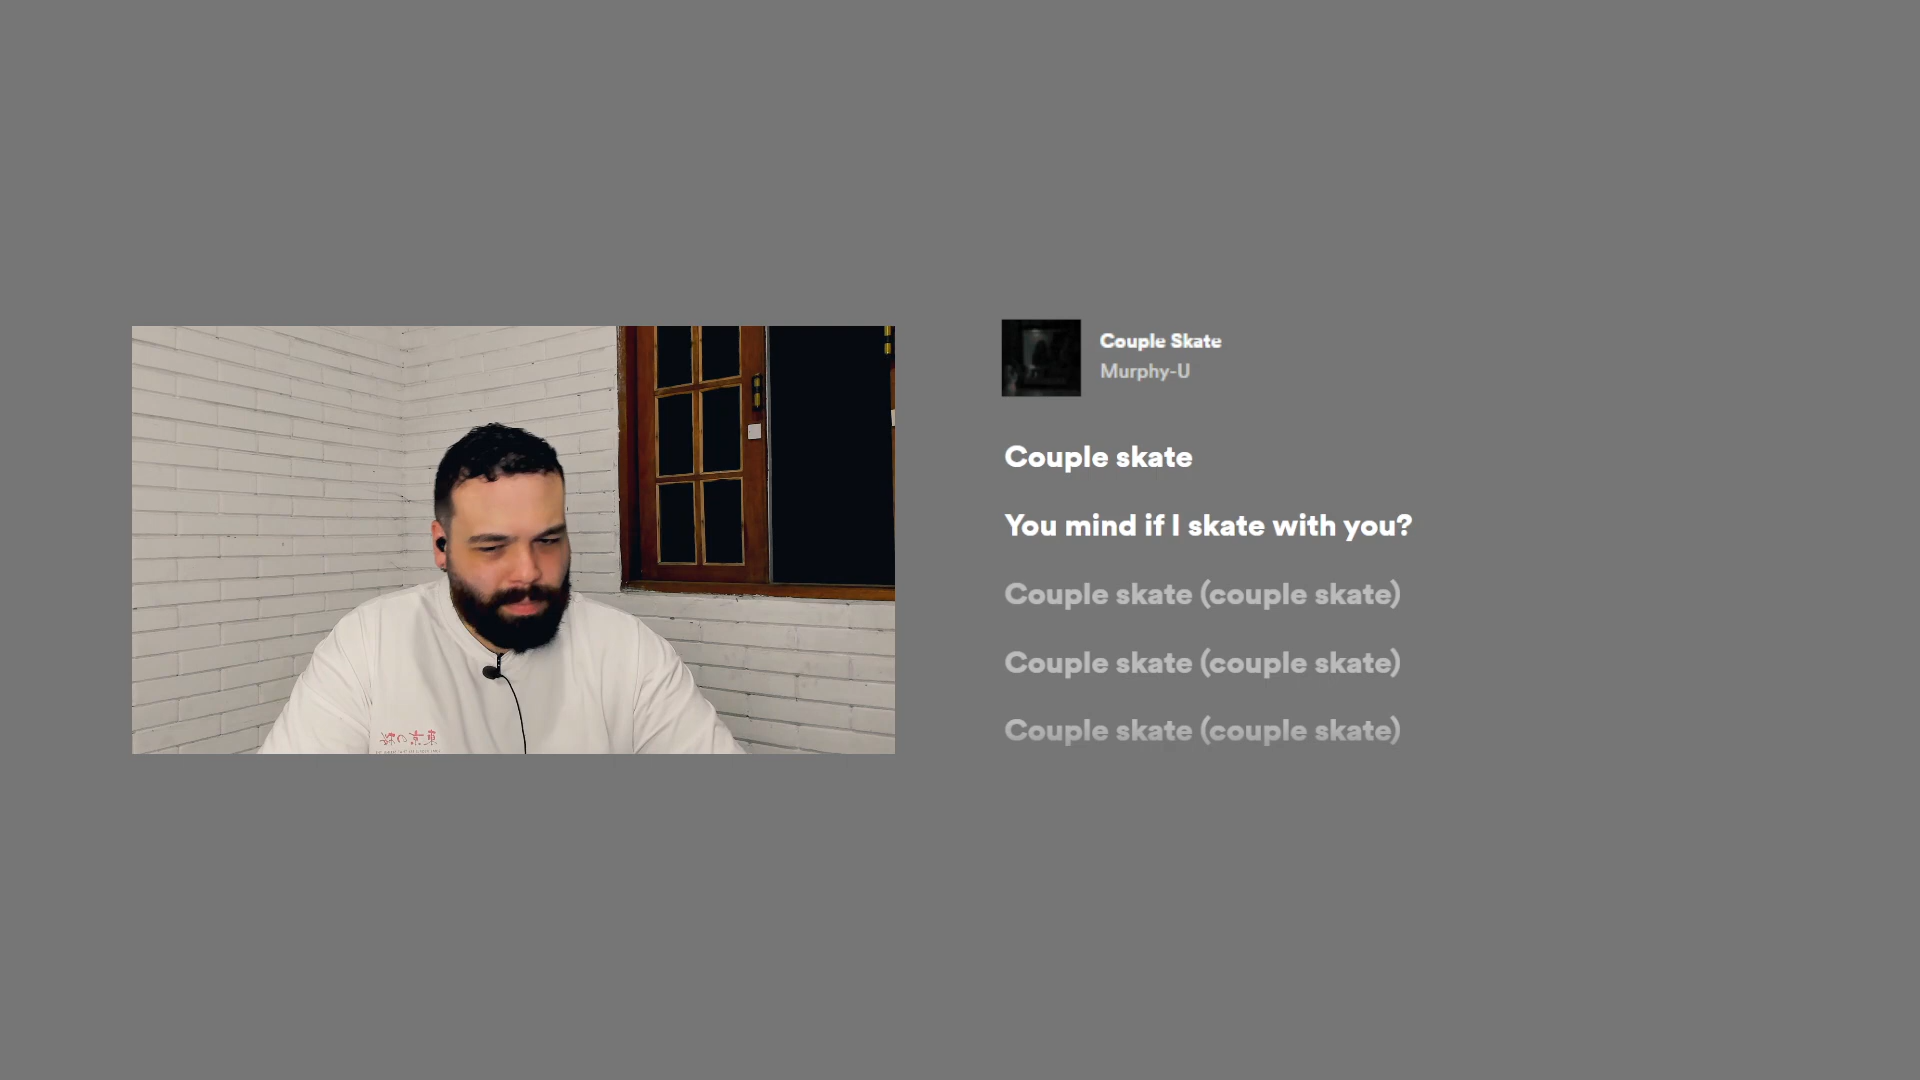 Couple Skate
Murphy-U
Couple skate
You mind if I skate with you?
Couple skate (couple skate)
Couple skate (couple skate)
Couple skate (couple skate)